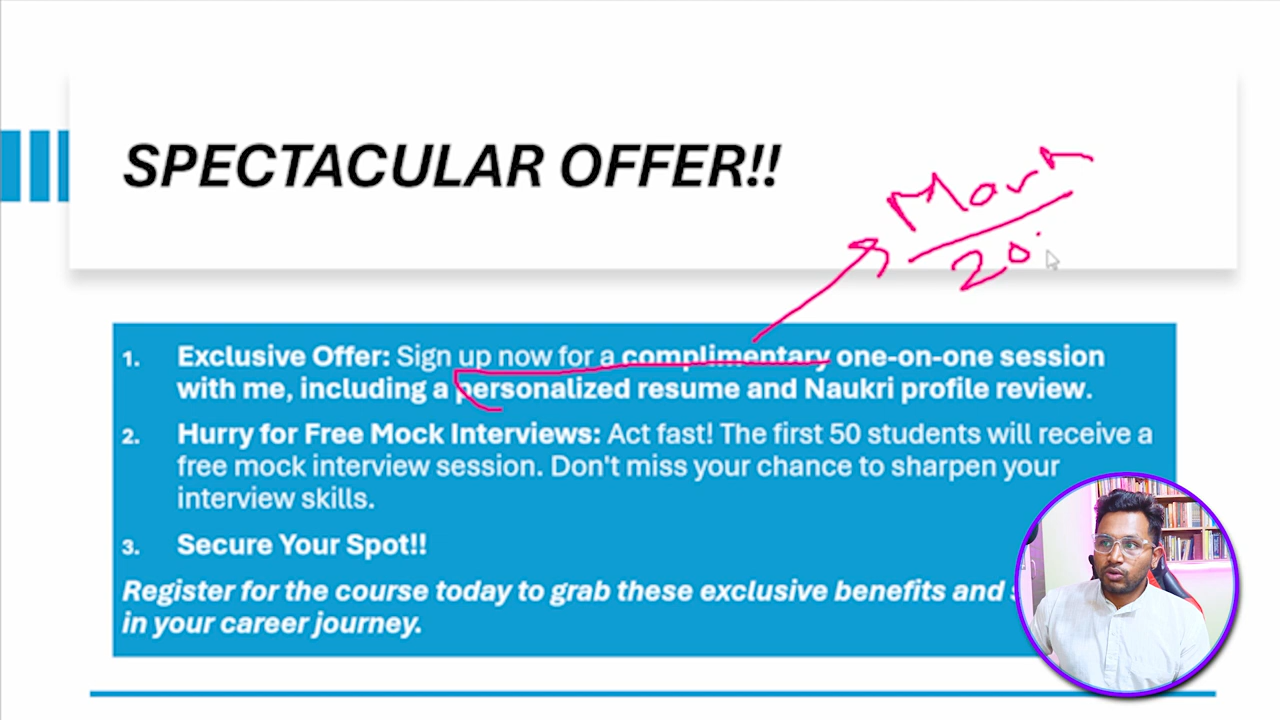 SPECTACULAR OFFER!!
20
1. Exclusive Offer: Sign up now for a complimentary one-on-one session
with me, including a personalized resume and Naukri profile review.
2. Hurry for Free Mock Interviews: Act fast! The first 50 students will receive a
free mock interview session. Don't miss your chance to sharpen your
interview skills.
3. Secure Your Spot!!
Register for the course today to grab these exclusive benefits and
in your career journey.